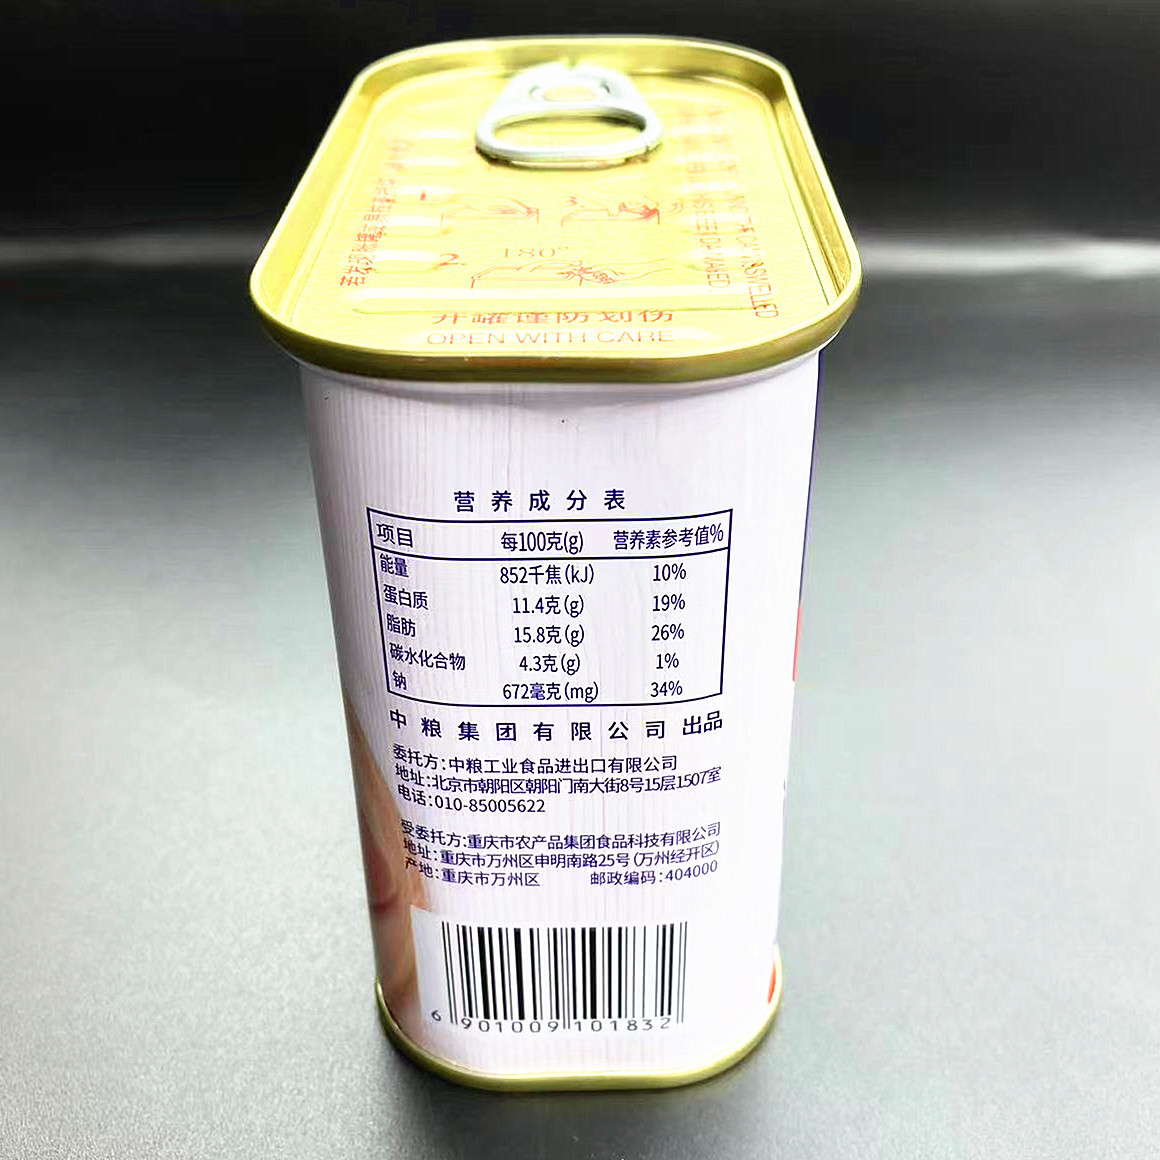 180°
2.
开罐谨防划伤
OPEN WITH CARE
营养成分表
项目 每100克(g) 营养素参考值%
能量 852千焦(kJ) 10%
蛋白质 11.4克(g) 19%
脂肪 15.8克(g) 26%
碳水化合物 4.3克(g) 1%
钠 672毫克(mg) 34%
中粮集团有限公司 出品
委托方:中粮工业食品进出口有限公司
地址:北京市朝阳区朝阳门南大街8号15层1507室
电话:010-85005622
受委托方:重庆市农产品集团食品科技有限公司
地址:重庆市万州区申明南路25号(万州经开区)
产地:重庆市万州区 邮政编码:404000
6 901009 101832